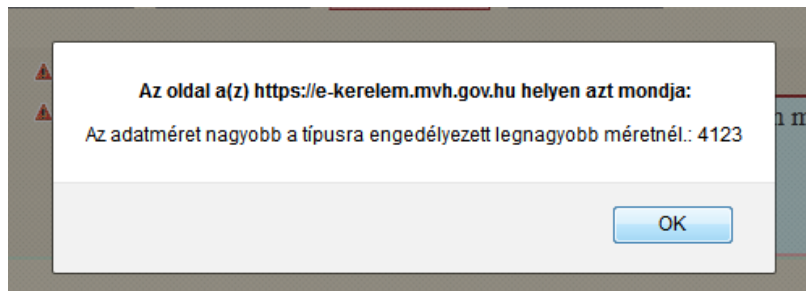 Az oldal a(z) https://e-kerelem.mvh.gov.hu helyen azt mondja:
Az adatméret nagyobb a típusra engedélyezett legnagyobb méretnél.: 4123
OK